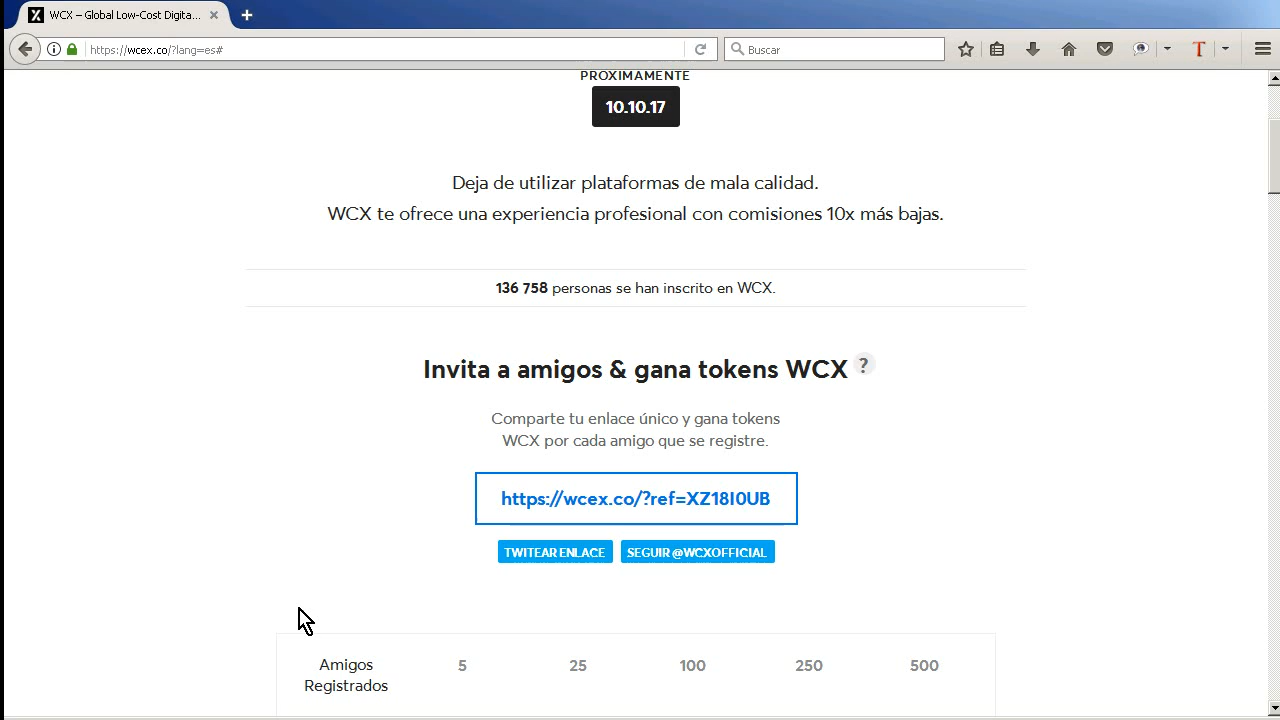 WCX – Global Low-Cost Digita...
https://wcex.co/?lang=es#
Buscar
PROXIMAMENTE
10.10.17
Deja de utilizar plataformas de mala calidad.
WCX te ofrece una experiencia profesional con comisiones 10x más bajas.
136 758 personas se han inscrito en WCX.
Invita a amigos & gana tokens WCX ?
Comparte tu enlace único y gana tokens
WCX por cada amigo que se registre.
https://wcex.co/?ref=XZ18I0UB
TWITEAR ENLACE SEGUIR @WCXOFFICIAL
Amigos 5 25 100 250 500
Registrados